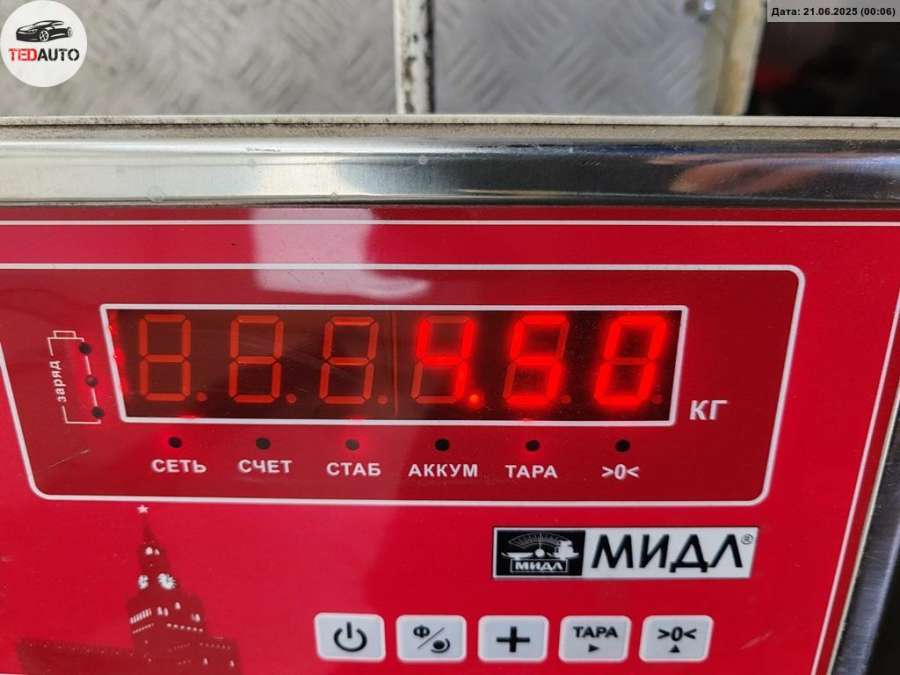 Дата: 21.06.2025 (00:06)
TEDAUTO
заряд
4.50
КГ
СЕТЬ СЧЕТ СТАБ АККУМ ТАРА >0<
МИДЛ МИДЛ®
Ф + ТАРА >0<